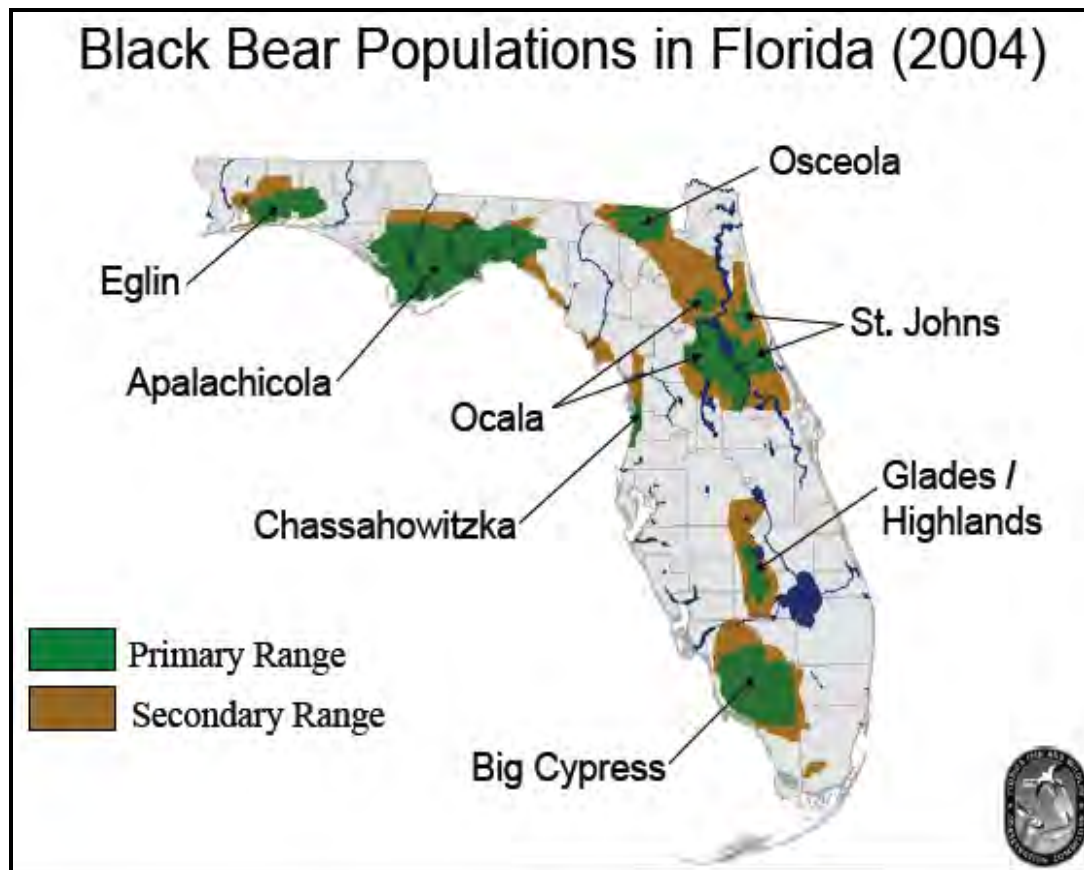 Black Bear Populations in Florida (2004)
Osceola
Eglin
St. Johns
Apalachicola
Ocala
Glades /
Highlands
Chassahowitzka
Primary Range
Secondary Range
Big Cypress